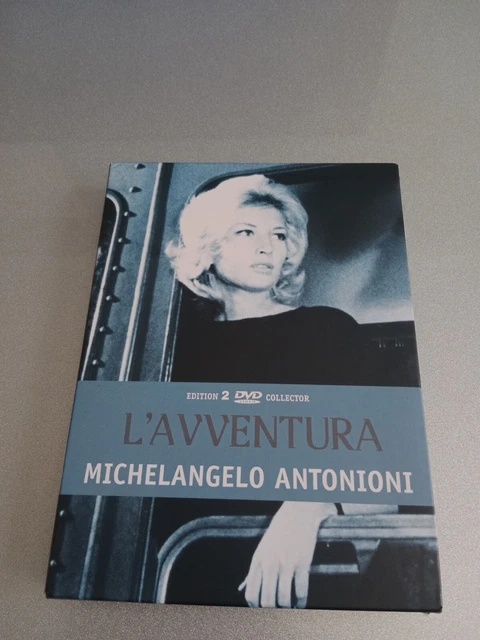 EDITION 2 DVD COLLECTOR
L'AVVENTURA
MICHELANGELO ANTONIONI